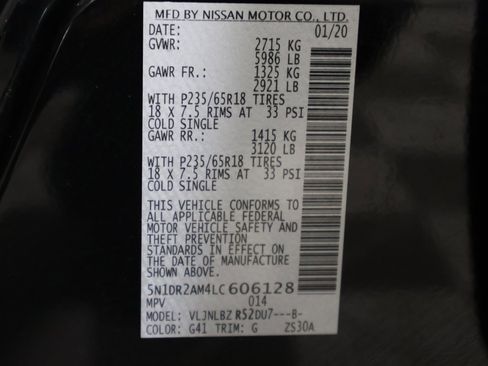 MFD BY NISSAN MOTOR CO., LTD.
DATE: 01/20
GVWR: 2715 KG
5986 LB
GAWR FR.: 1325 KG
2921 LB
WITH P235/65R18 TIRES
18 X 7.5 RIMS AT 33 PSI
COLD SINGLE
GAWR RR.: 1415 KG
3120 LB
WITH P235/65R18 TIRES
18 X 7.5 RIMS AT 33 PSI
COLD SINGLE
THIS VEHICLE CONFORMS TO
ALL APPLICABLE FEDERAL
MOTOR VEHICLE SAFETY AND
THEFT PREVENTION
STANDARDS IN EFFECT ON
THE DATE OF MANUFACTURE
SHOWN ABOVE.
5N1DR2AM4LC606128
MPV 014
MODEL: VLJNLBZ R52DU7---B-
COLOR: G41 TRIM: G ZS30A